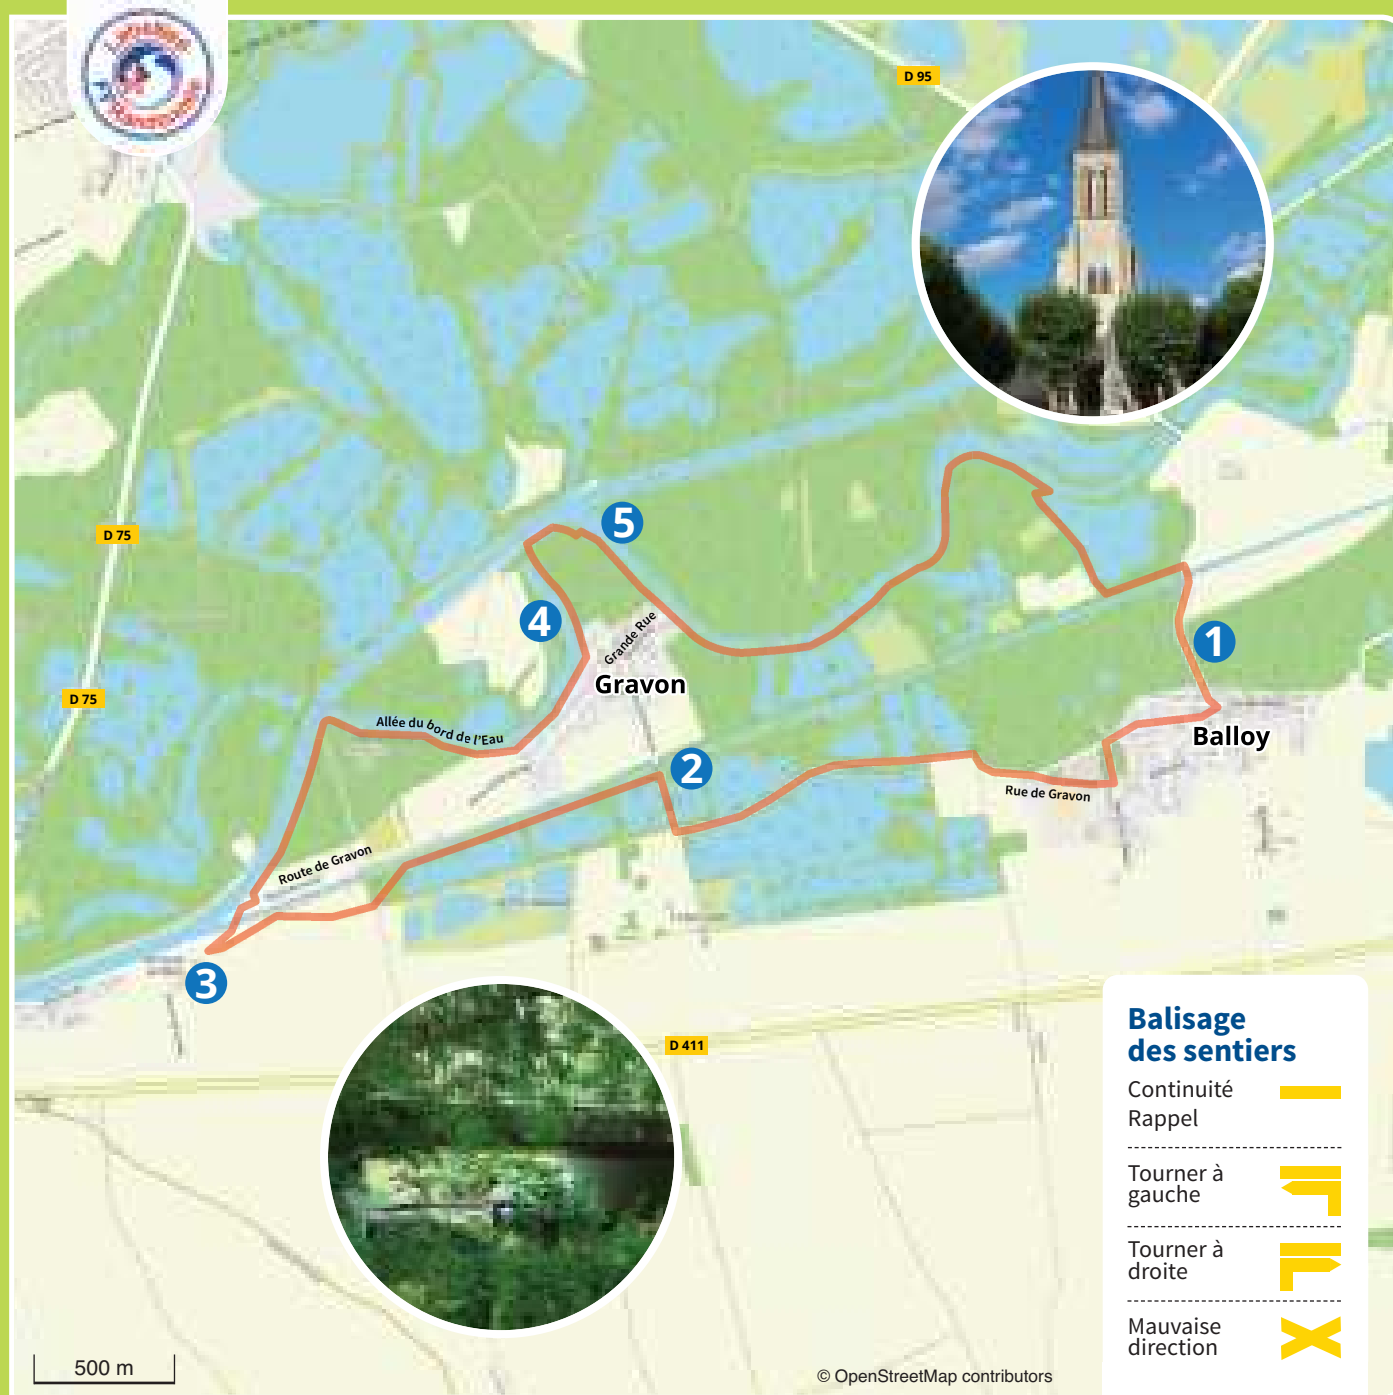 D 95
D 75
5
4
Grande Rue
1
Gravon
D 75
Allée du bord de l'Eau
Balloy
2
Rue de Gravon
Route de Gravon
3
D 411
Balisage
des sentiers
Continuité
Rappel
Tourner à
gauche
Tourner à
droite
Mauvaise
direction
500 m
© OpenStreetMap contributors